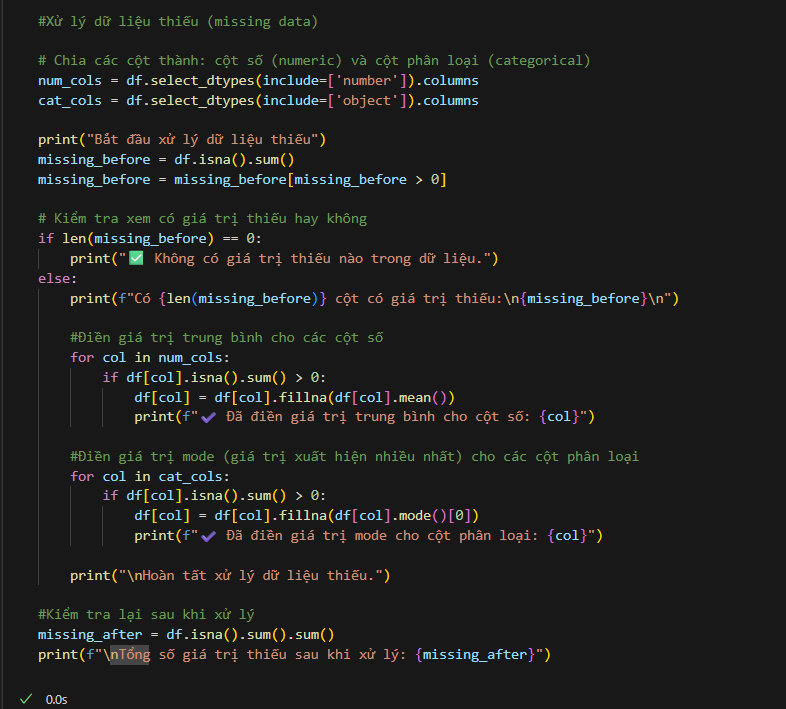 #Xử lý dữ liệu thiếu (missing data)
# Chia các cột thành: cột số (numeric) và cột phân loại (categorical)
num_cols = df.select_dtypes(include=['number']).columns
cat_cols = df.select_dtypes(include=['object']).columns
print("Bắt đầu xử lý dữ liệu thiếu")
missing_before = df.isna().sum()
missing_before = missing_before[missing_before > 0]
# Kiểm tra xem có giá trị thiếu hay không
if len(missing_before) == 0:
    print("✅ Không có giá trị thiếu nào trong dữ liệu.")
else:
    print(f"Có {len(missing_before)} cột có giá trị thiếu:\n{missing_before}\n")
    #Điền giá trị trung bình cho các cột số
    for col in num_cols:
        if df[col].isna().sum() > 0:
            df[col] = df[col].fillna(df[col].mean())
            print(f"✔ Đã điền giá trị trung bình cho cột số: {col}")
    #Điền giá trị mode (giá trị xuất hiện nhiều nhất) cho các cột phân loại
    for col in cat_cols:
        if df[col].isna().sum() > 0:
            df[col] = df[col].fillna(df[col].mode()[0])
            print(f"✔ Đã điền giá trị mode cho cột phân loại: {col}")
    print("\nHoàn tất xử lý dữ liệu thiếu.")
#Kiểm tra lại sau khi xử lý
missing_after = df.isna().sum().sum()
print(f"\nTổng số giá trị thiếu sau khi xử lý: {missing_after}")
✓ 0.0s